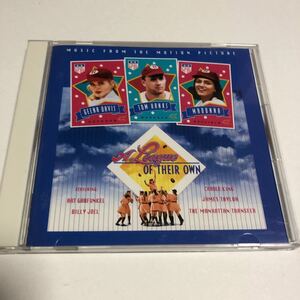 MUSIC FROM THE MOTION PICTURE
GEENA DAVIS
TOM HANKS
MADONNA
A League
OF THEIR OWN
FEATURING
ART GARFUNKEL
BILLY JOEL
CAROLE KING
JAMES TAYLOR
THE MANHATTAN TRANSFER